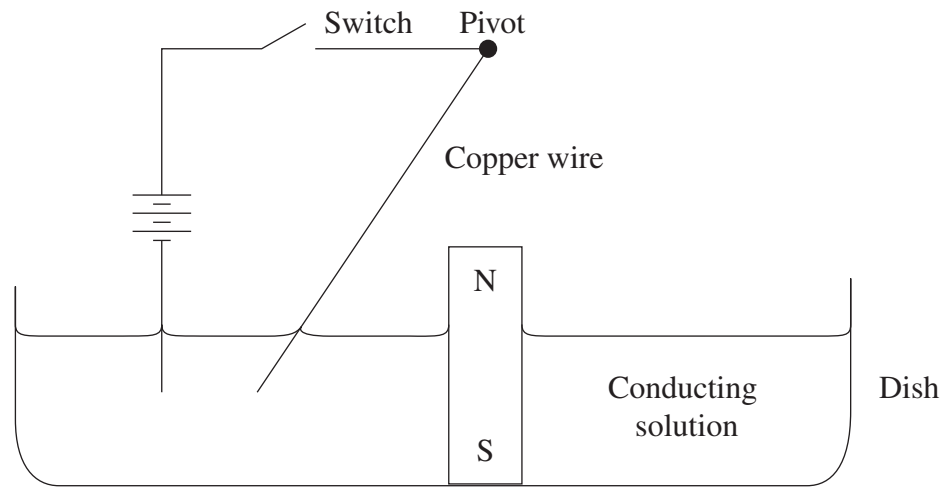 Switch
Pivot
Copper wire
N
Conducting
solution
Dish
S